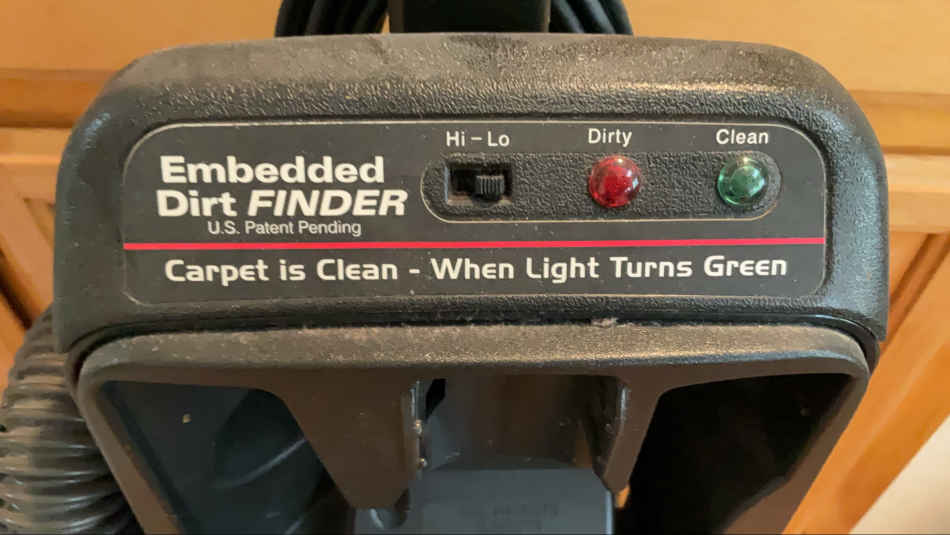 Hi – Lo Dirty Clean
Embedded
Dirt FINDER
U.S. Patent Pending
Carpet is Clean - When Light Turns Green